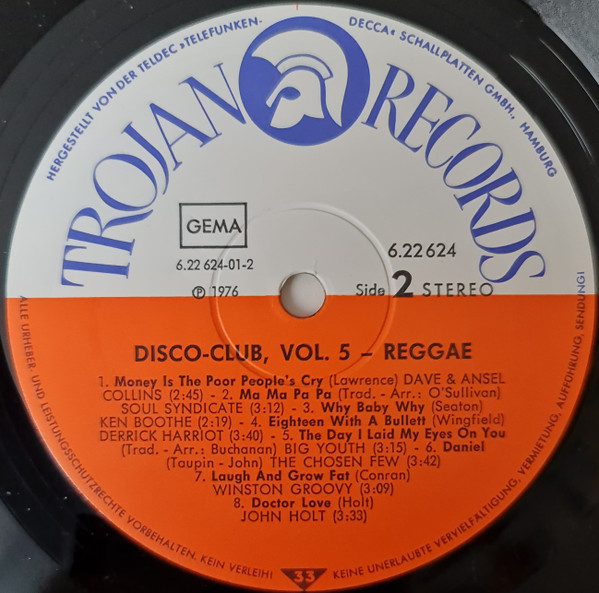 HERGESTELLT VON DER TELDEC »TELEFUNKEN. DECCA« SCHALLPLATTEN GMBH., HAMBURG
TROJAN RECORDS
GEMA
6.22 624-01-2
6.22 624
℗ 1976
Side 2 STEREO
DISCO-CLUB, VOL. 5 – REGGAE
1. Money Is The Poor People's Cry (Lawrence) DAVE & ANSEL
COLLINS (2:45) - 2. Ma Ma Pa Pa (Trad. - Arr.: O'Sullivan)
SOUL SYNDICATE (3:12) - 3. Why Baby Why (Seaton)
KEN BOOTHE (2:19) - 4. Eighteen With A Bullett (Wingfield)
DERRICK HARRIOT (3:40) - 5. The Day I Laid My Eyes On You
(Trad. - Arr.: Buchanan) BIG YOUTH (3:15) - 6. Daniel
(Taupin - John) THE CHOSEN FEW (3:42)
7. Laugh And Grow Fat (Conran)
WINSTON GROOVY (3:09)
8. Doctor Love (Holt)
JOHN HOLT (3:33)
ALLE URHEBER- UND LEISTUNGSSCHUTZRECHTE VORBEHALTEN. KEIN VERLEIH! KEINE UNERLAUBTE VERVIELFÄLTIGUNG, VERMIETUNG, AUFFÜHRUNG, SENDUNG!
33